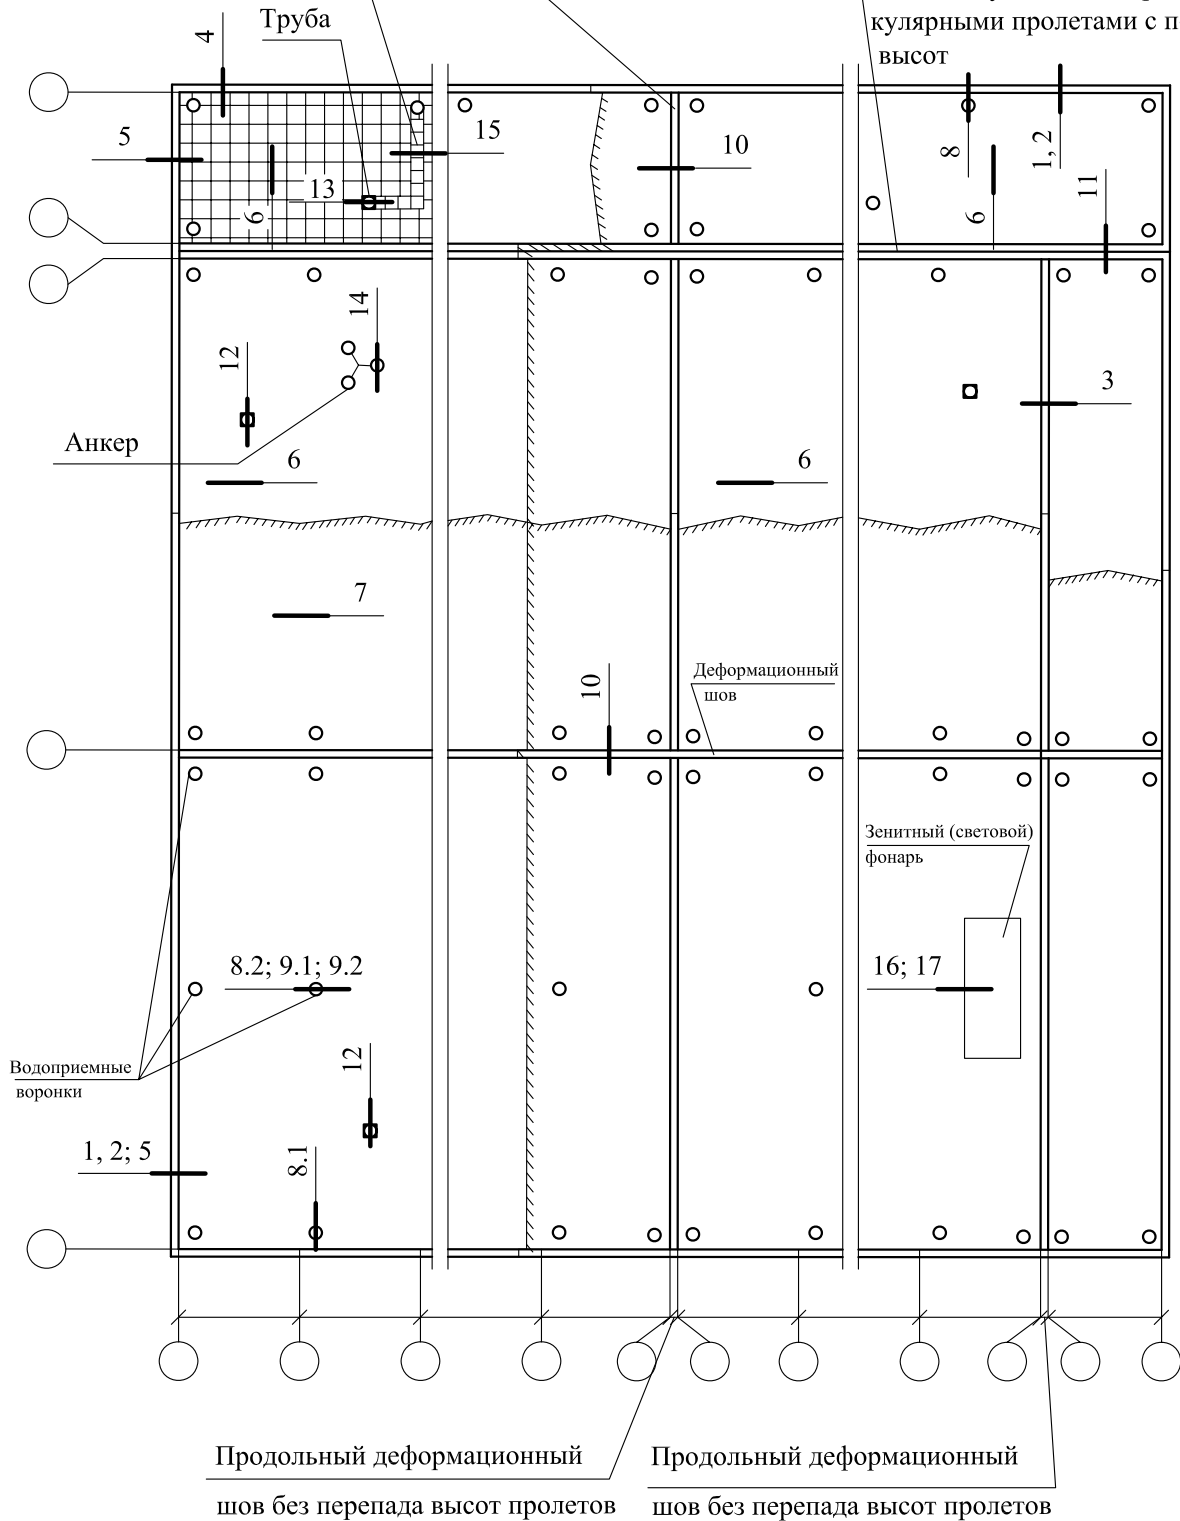 кулярными пролетами с п
высот
Труба
4
5
15
10
8
1, 2
11
13
6
6
14
12
3
Анкер
6
6
7
10
Деформационный
шов
Зенитный (световой)
фонарь
8.2; 9.1; 9.2
16; 17
Водоприемные
воронки
12
1, 2; 5
8.1
Продольный деформационный
шов без перепада высот пролетов
Продольный деформационный
шов без перепада высот пролетов